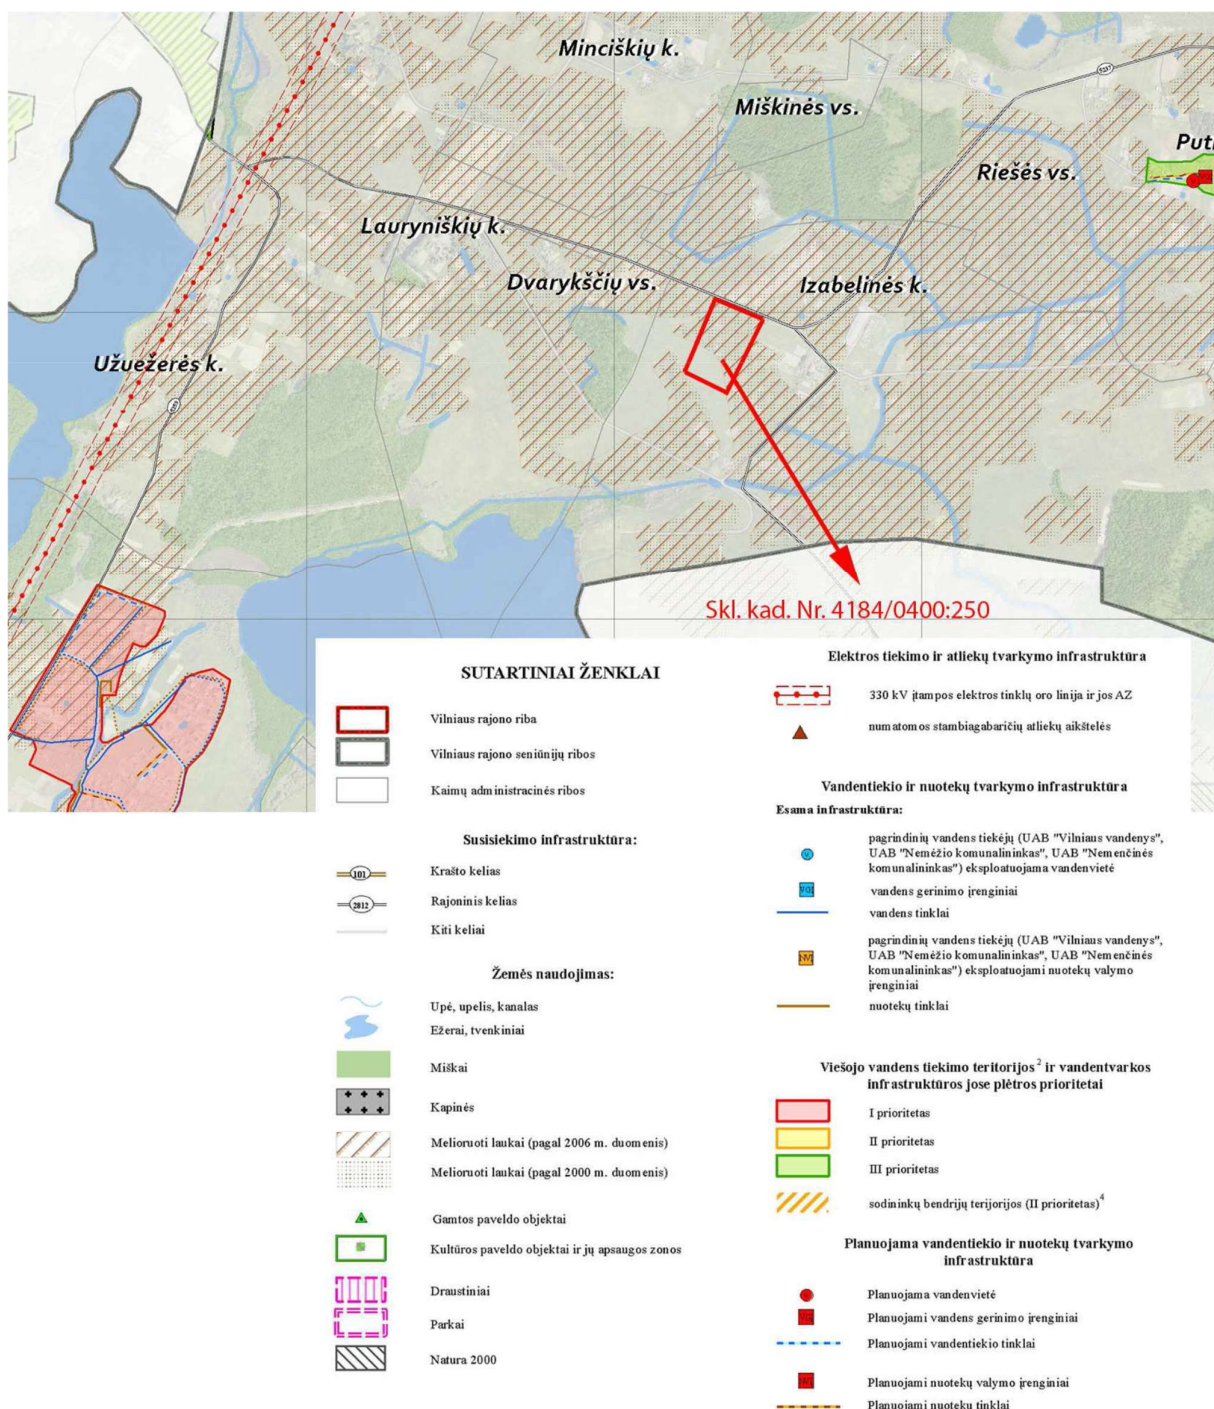 Minciškių k.
Miškinės vs.
5237
Riešės vs.
Lauryniškių k.
Dvarykščių vs.
Izabelinės k.
Užuežerės k.
Skl. kad. Nr. 4184/0400:250
SUTARTINIAI ŽENKLAI
Vilniaus rajono riba
Vilniaus rajono seniūnijų ribos
Kaimų administracinės ribos
Susisiekimo infrastruktūra:
101
Krašto kelias
2812
Rajoninis kelias
Kiti keliai
Žemės naudojimas:
Upė, upelis, kanalas
Ežerai, tvenkiniai
Miškai
Kapinės
Melioruoti laukai (pagal 2006 m. duomenis)
Melioruoti laukai (pagal 2000 m. duomenis)
Gamtos paveldo objektai
Kultūros paveldo objektai ir jų apsaugos zonos
Draustiniai
Parkai
Natura 2000
Elektros tiekimo ir atliekų tvarkymo infrastruktūra
330 kV įtampos elektros tinklų oro linija ir jos AZ
numatomos stambiagabaričių atliekų aikštelės
Vandentiekio ir nuotekų tvarkymo infrastruktūra
Esama infrastruktūra:
pagrindinių vandens tiekėjų (UAB "Vilniaus vandenys",
UAB "Nemėžio komunalininkas", UAB "Nemenčinės
komunalininkas") eksploatuojama vandenvietė
VGĮ
vandens gerinimo įrenginiai
vandens tinklai
pagrindinių vandens tiekėjų (UAB "Vilniaus vandenys",
UAB "Nemėžio komunalininkas", UAB "Nemenčinės
komunalininkas") eksploatuojami nuotekų valymo
įrenginiai
NVĮ
nuotekų tinklai
Viešojo vandens tiekimo teritorijos 2 ir vandentvarkos
infrastruktūros jose plėtros prioritetai
I prioritetas
II prioritetas
III prioritetas
sodininkų bendrijų terijorijos (II prioritetas)4
Planuojama vandentiekio ir nuotekų tvarkymo
infrastruktūra
Planuojama vandenvietė
Planuojami vandens gerinimo įrenginiai
Planuojami vandentiekio tinklai
Planuojami nuotekų valymo įrenginiai
Planuojami nuotekų tinklai